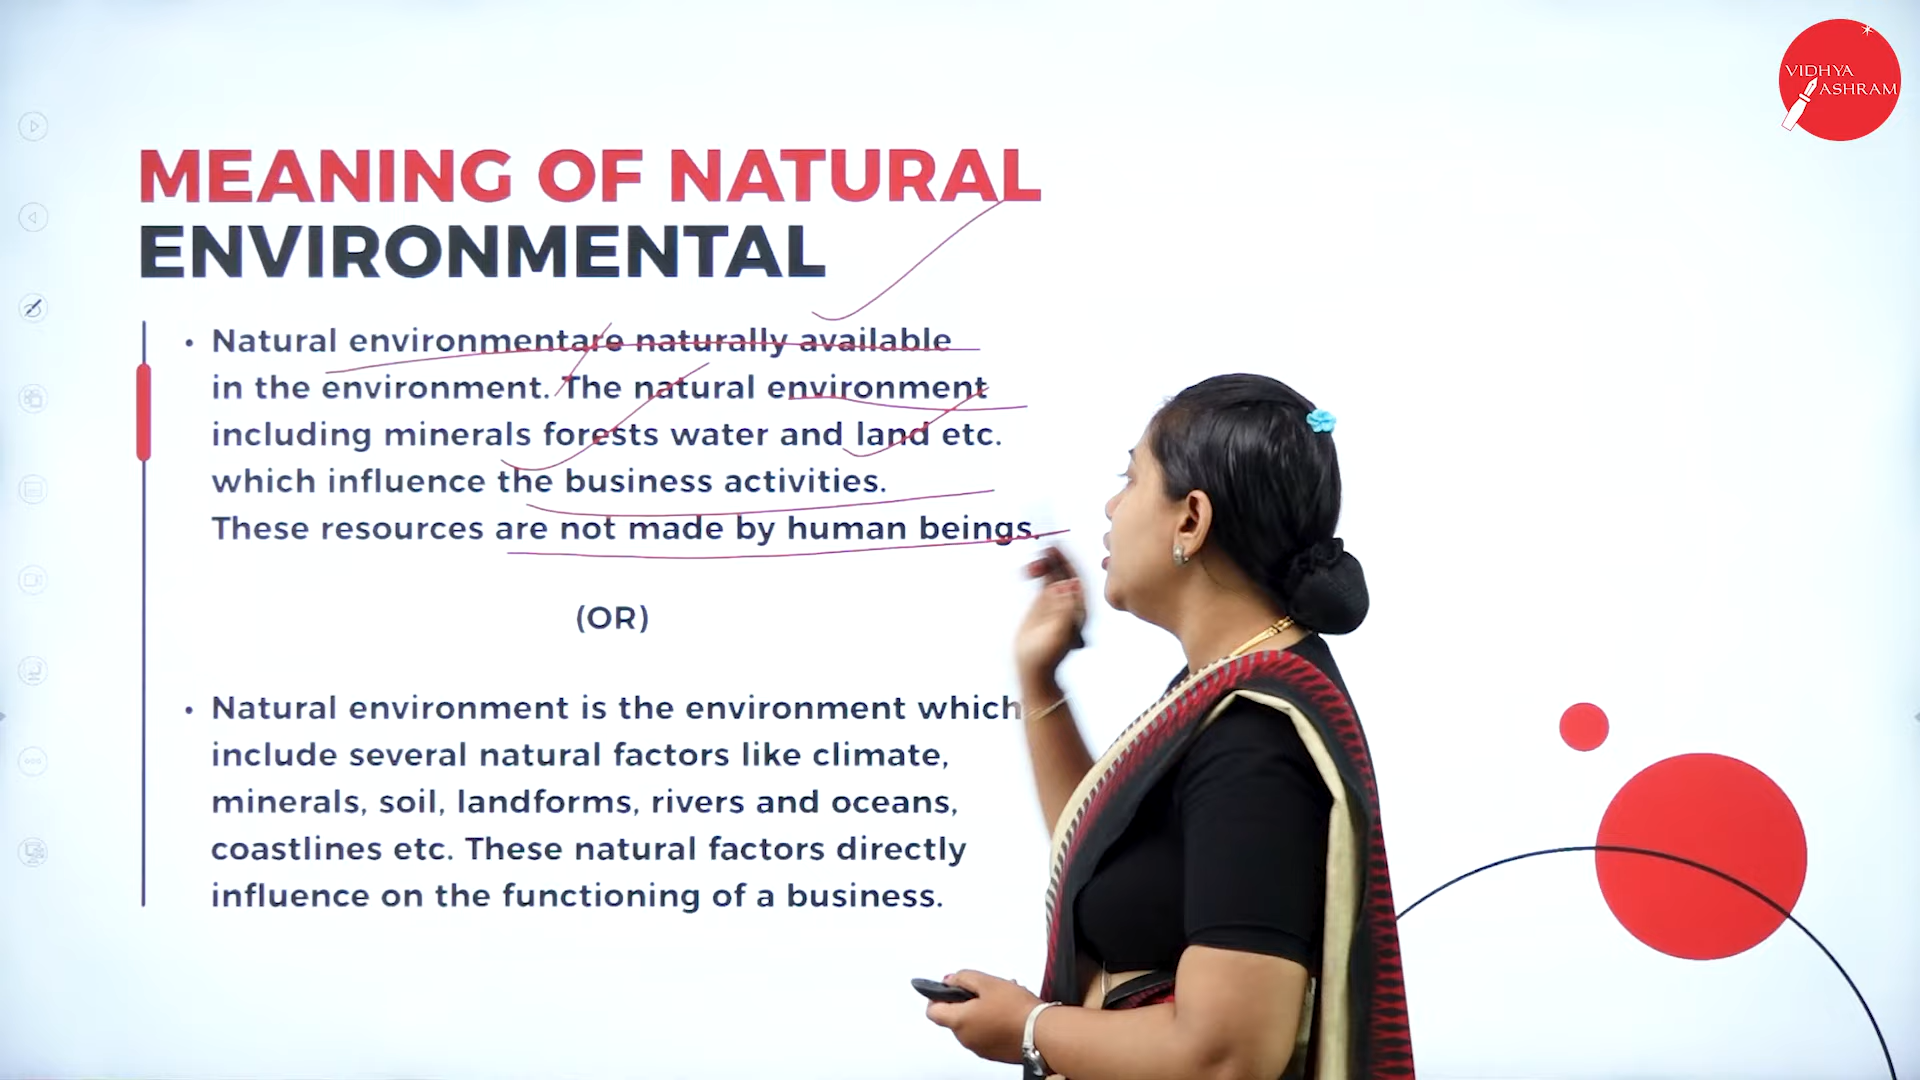 VIDHYA
ASHRAM
MEANING OF NATURAL
ENVIRONMENTAL
• Natural environmentare naturally available
in the environment. The natural environment
including minerals forests water and land etc.
which influence the business activities.
These resources are not made by human beings.
(OR)
• Natural environment is the environment which
include several natural factors like climate,
minerals, soil, landforms, rivers and oceans,
coastlines etc. These natural factors directly
influence on the functioning of a business.